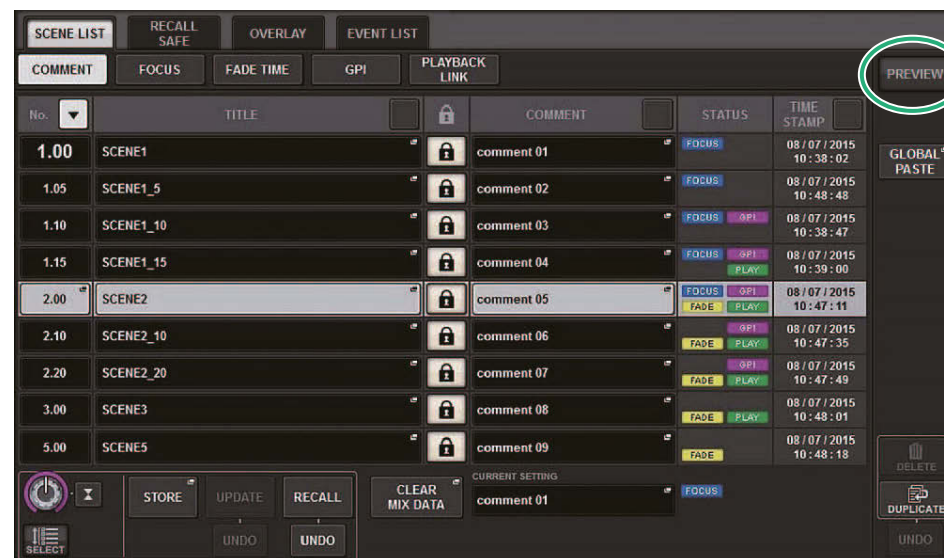 SCENE LIST RECALL SAFE OVERLAY EVENT LIST
COMMENT FOCUS FADE TIME GPI PLAYBACK LINK PREVIEW
No. TITLE COMMENT STATUS TIME STAMP
1.00 SCENE1 comment 01 FOCUS 08/07/2015 10:38:02
GLOBAL PASTE
1.05 SCENE1_5 comment 02 FOCUS 08/07/2015 10:48:48
1.10 SCENE1_10 comment 03 FOCUS GPI 08/07/2015 10:38:47
1.15 SCENE1_15 comment 04 FOCUS GPI PLAY 08/07/2015 10:39:00
2.00 SCENE2 comment 05 FOCUS GPI FADE PLAY 08/07/2015 10:47:11
2.10 SCENE2_10 comment 06 GPI FADE PLAY 08/07/2015 10:47:35
2.20 SCENE2_20 comment 07 GPI FADE PLAY 08/07/2015 10:47:49
3.00 SCENE3 comment 08 FADE PLAY 08/07/2015 10:48:01
5.00 SCENE5 comment 09 FADE 08/07/2015 10:48:18
DELETE
CURRENT SETTING
STORE UPDATE RECALL CLEAR MIX DATA comment 01 FOCUS
DUPLICATE
SELECT UNDO UNDO UNDO